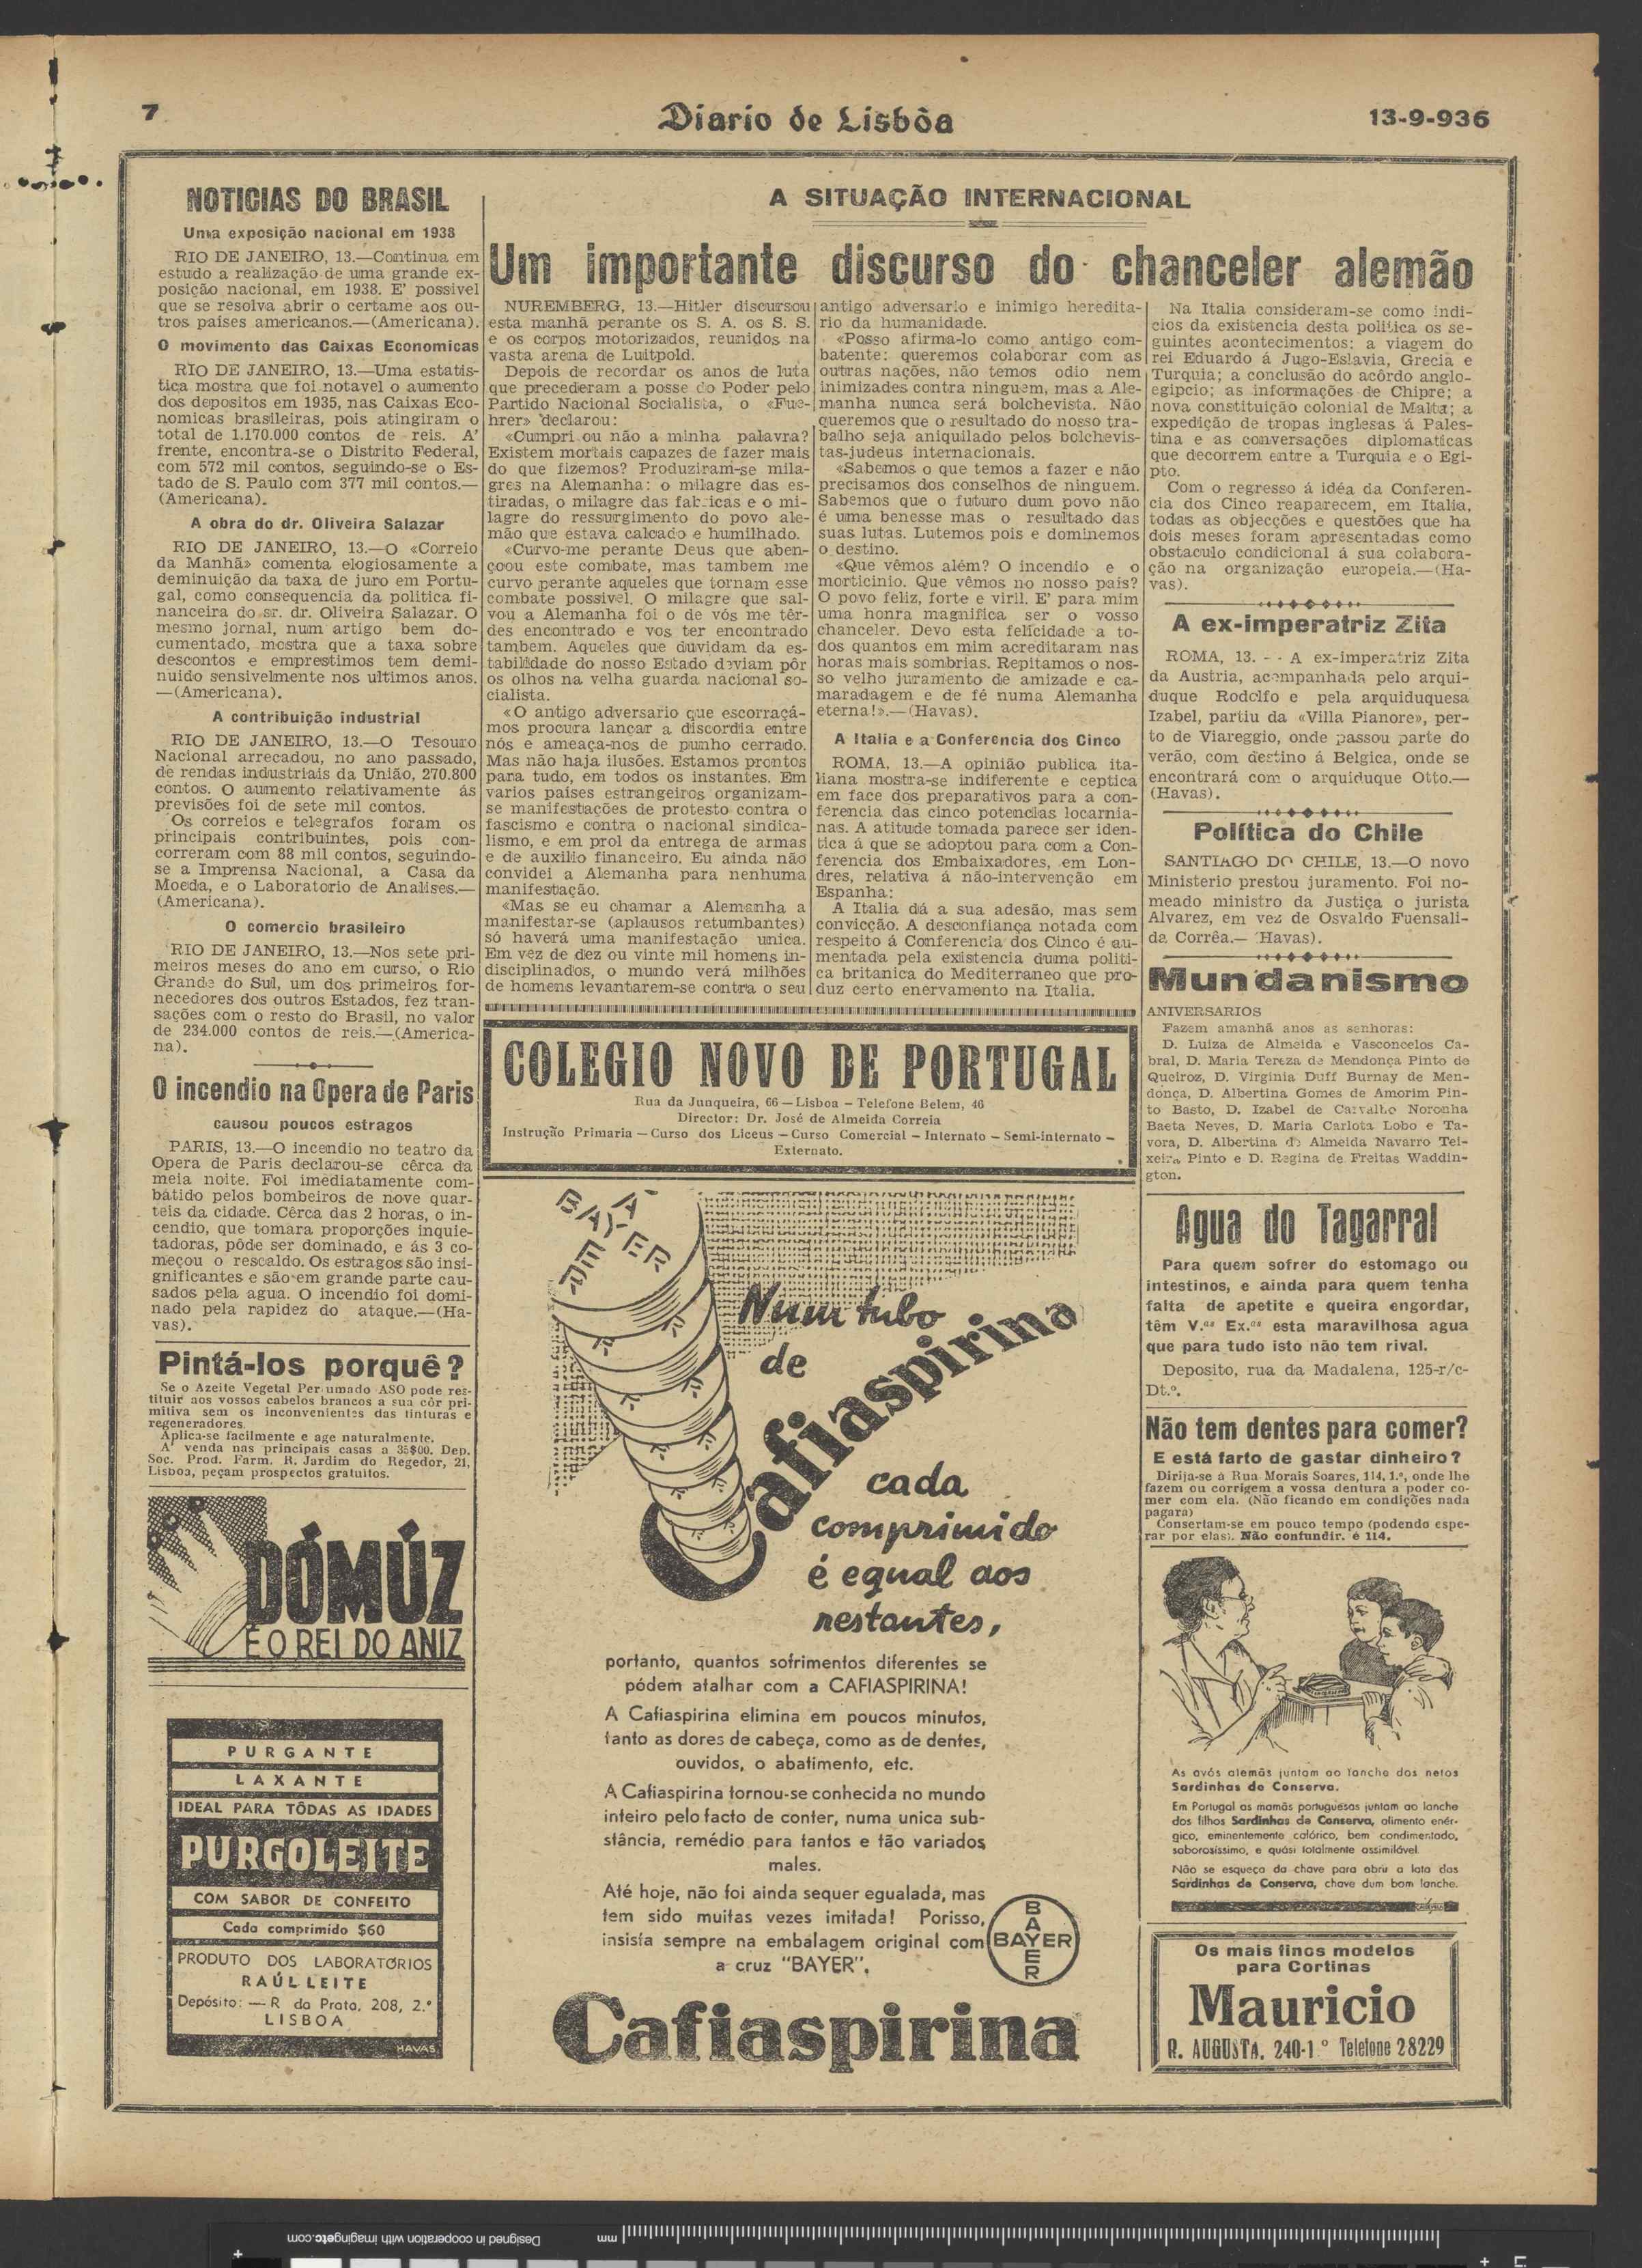 7
Diario de Lisbôa
13-9-936
NOTICIAS DO BRASIL
Uma exposição nacional em 1938
RIO DE JANEIRO, 13.—Continua em
estudo a realização de uma grande ex-
posição nacional, em 1938. E' possivel
que se resolva abrir o certame aos ou-
tros países americanos.—(Americana).
O movimento das Caixas Economicas
RIO DE JANEIRO, 13.—Uma estatis-
tica mostra que foi notavel o aumento
dos depositos em 1935, nas Caixas Eco-
nomicas brasileiras, pois atingiram o
total de 1.170.000 contos de reis. A'
frente, encontra-se o Distrito Federal,
com 572 mil contos, seguindo-se o Es-
tado de S. Paulo com 377 mil contos.—
(Americana).
A obra do dr. Oliveira Salazar
RIO DE JANEIRO, 13.—O «Correio
da Manhã» comenta elogiosamente a
deminuição da taxa de juro em Portu-
gal, como consequencia da politica fi-
nanceira do sr. dr. Oliveira Salazar. O
mesmo jornal, num artigo bem do-
cumentado, mostra que a taxa sobre
descontos e emprestimos tem demi-
nuido sensivelmente nos ultimos anos.
—(Americana).
A contribuição industrial
RIO DE JANEIRO, 13.—O Tesouro
Nacional arrecadou, no ano passado,
de rendas industriais da União, 270.800
contos. O aumento relativamente ás
previsões foi de sete mil contos.
Os correios e telegrafos foram os
principais contribuintes, pois con-
correram com 88 mil contos, seguindo-
se a Imprensa Nacional, a Casa da
Moeda, e o Laboratorio de Analises.—
(Americana).
O comercio brasileiro
RIO DE JANEIRO, 13.—Nos sete pri-
meiros meses do ano em curso, o Rio
Grande do Sul, um dos primeiros for-
necedores dos outros Estados, fez tran-
sações com o resto do Brasil, no valor
de 234.000 contos de reis.—(America-
na).
O incendio na Opera de Paris
causou poucos estragos
PARIS, 13.—O incendio no teatro da
Opera de Paris declarou-se cêrca da
meia noite. Foi imediatamente com-
batido pelos bombeiros de nove quar-
teis da cidade. Cêrca das 2 horas, o in-
cendio, que tomara proporções inquie-
tadoras, pôde ser dominado, e ás 3 co-
meçou o rescaldo. Os estragos são insi-
gnificantes e são em grande parte cau-
sados pela agua. O incendio foi domi-
nado pela rapidez do ataque.—(Ha-
vas).
Pintá-los porquê?
Se o Azeite Vegetal Per umado ASO pode res-
tituir aos vossos cabelos brancos a sua côr pri-
mitiva sem os inconvenientes das tinturas e
regeneradores.
Aplica-se facilmente e age naturalmente.
A' venda nas principais casas a 35$00. Dep.
Soc. Prod. Farm. R. Jardim do Regedor, 21,
Lisboa, peçam prospectos gratuitos.
DÓMÚZ
E O REI DO ANIZ
PURGANTE
LAXANTE
IDEAL PARA TÔDAS AS IDADES
PURGOLEITE
COM SABOR DE CONFEITO
Cada comprimido $60
PRODUTO DOS LABORATÓRIOS
RAÚL LEITE
Depósito: — R da Prata, 208, 2.º
LISBOA
HAVAS
A SITUAÇÃO INTERNACIONAL
Um importante discurso do chanceler alemão
NUREMBERG, 13.—Hitler discursou
esta manhã perante os S. A. os S. S.
e os corpos motorizados, reunidos na
vasta arena de Luitpold.
Depois de recordar os anos de luta
que precederam a posse do Poder pelo
Partido Nacional Socialista, o «Fue-
hrer» declarou:
«Cumpri ou não a minha palavra?
Existem mortais capazes de fazer mais
do que fizemos? Produziram-se mila-
gres na Alemanha: o milagre das es-
tiradas, o milagre das fabricas e o mi-
lagre do ressurgimento do povo ale-
mão que estava calcado e humilhado.
«Curvo-me perante Deus que aben-
çoou este combate, mas tambem me
curvo perante aqueles que tornam esse
combate possivel. O milagre que sal-
vou a Alemanha foi o de vós me têr-
des encontrado e vos ter encontrado
tambem. Aqueles que duvidam da es-
tabilidade do nosso Estado deviam pôr
os olhos na velha guarda nacional so-
cialista.
«O antigo adversario que escorraçá-
mos procura lançar a discordia entre
nós e ameaça-nos de punho cerrado.
Mas não haja ilusões. Estamos prontos
para tudo, em todos os instantes. Em
varios países estrangeiros organizam-
se manifestações de protesto contra o
fascismo e contra o nacional sindica-
lismo, e em prol da entrega de armas
e de auxilio financeiro. Eu ainda não
convidei a Alemanha para nenhuma
manifestação.
«Mas se eu chamar a Alemanha a
manifestar-se (aplausos retumbantes)
só haverá uma manifestação unica.
Em vez de dez ou vinte mil homens in-
disciplinados, o mundo verá milhões
de homens levantarem-se contra o seu
antigo adversario e inimigo heredita-
rio da humanidade.
«Posso afirma-lo como antigo com-
batente: queremos colaborar com as
outras nações, não temos odio nem
inimizades contra ninguem, mas a Ale-
manha nunca será bolchevista. Não
queremos que o resultado do nosso tra-
balho seja aniquilado pelos bolchevis-
tas-judeus internacionais.
«Sabemos o que temos a fazer e não
precisamos dos conselhos de ninguem.
Sabemos que o futuro dum povo não
é uma benesse mas o resultado das
suas lutas. Lutemos pois e dominemos
o destino.
«Que vêmos além? O incendio e o
morticinio. Que vêmos no nosso país?
O povo feliz, forte e viril. E' para mim
uma honra magnifica ser o vosso
chanceler. Devo esta felicidade a to-
dos quantos em mim acreditaram nas
horas mais sombrias. Repitamos o nos-
so velho juramento de amizade e ca-
maradagem e de fé numa Alemanha
eterna!».—(Havas).
A Italia e a Conferencia dos Cinco
ROMA, 13.—A opinião publica ita-
liana mostra-se indiferente e ceptica
em face dos preparativos para a con-
ferencia das cinco potencias locarnia-
nas. A atitude tomada parece ser iden-
tica á que se adoptou para com a Con-
ferencia dos Embaixadores, em Lon-
dres, relativa á não-intervenção em
Espanha:
A Italia dá a sua adesão, mas sem
convicção. A desconfiança notada com
respeito á Conferencia dos Cinco é au-
mentada pela existencia duma politi-
ca britanica do Mediterraneo que pro-
duz certo enervamento na Italia.
Na Italia consideram-se como indi-
cios da existencia desta politica os se-
guintes acontecimentos: a viagem do
rei Eduardo á Jugo-Eslavia, Grecia e
Turquia; a conclusão do acôrdo anglo-
egipcio; as informações de Chipre; a
nova constituição colonial de Malta; a
expedição de tropas inglesas á Pales-
tina e as conversações diplomaticas
que decorrem entre a Turquia e o Egi-
pto.
Com o regresso á idéa da Conferen-
cia dos Cinco reaparecem, em Italia,
todas as objecções e questões que ha
dois meses foram apresentadas como
obstaculo condicional á sua colabora-
ção na organização europeia.—(Ha-
vas).
A ex-imperatriz Zita
ROMA, 13. - - A ex-imperatriz Zita
da Austria, acompanhada pelo arqui-
duque Rodolfo e pela arquiduquesa
Izabel, partiu da «Villa Pianore», per-
to de Viareggio, onde passou parte do
verão, com destino á Belgica, onde se
encontrará com o arquiduque Otto.—
(Havas).
Política do Chile
SANTIAGO DO CHILE, 13.—O novo
Ministerio prestou juramento. Foi no-
meado ministro da Justiça o jurista
Alvarez, em vez de Osvaldo Fuensali-
da Corrêa.— Havas).
Mundanismo
ANIVERSARIOS
Fazem amanhã anos as senhoras:
D. Luiza de Almeida e Vasconcelos Ca-
bral, D. Maria Tereza de Mendonça Pinto de
Queiroz, D. Virginia Duff Burnay de Men-
donça, D. Albertina Gomes de Amorim Pin-
to Basto, D. Izabel de Carvalho Noronha
Baeta Neves, D. Maria Carlota Lobo e Ta-
vora, D. Albertina de Almeida Navarro Tei-
xeira Pinto e D. Regina de Freitas Waddin-
gton.
COLEGIO NOVO DE PORTUGAL
Rua da Junqueira, 66 — Lisboa — Telefone Belem, 46
Director: Dr. José de Almeida Correia
Instrução Primaria — Curso dos Liceus — Curso Comercial — Internato — Semi-internato —
Externato.
BAYER
Num tubo
de
Cafiaspirina
cada
comprimido
é egual aos
restantes,
portanto, quantos sofrimentos diferentes se
pódem atalhar com a CAFIASPIRINA!
A Cafiaspirina elimina em poucos minutos,
tanto as dores de cabeça, como as de dentes,
ouvidos, o abatimento, etc.
A Cafiaspirina tornou-se conhecida no mundo
inteiro pelo facto de conter, numa unica sub-
stância, remédio para tantos e tão variados
males.
Até hoje, não foi ainda sequer egualada, mas
tem sido muitas vezes imitada! Porisso,
insista sempre na embalagem original com
a cruz "BAYER".
BAYER
BAYER
Cafiaspirina
Agua do Tagarral
Para quem sofrer do estomago ou
intestinos, e ainda para quem tenha
falta de apetite e queira engordar,
têm V.as Ex.as esta maravilhosa agua
que para tudo isto não tem rival.
Deposito, rua da Madalena, 125-r/c-
Dt.º.
Não tem dentes para comer?
E está farto de gastar dinheiro?
Dirija-se á Rua Morais Soares, 114, 1.º, onde lhe
fazem ou corrigem a vossa dentura a poder co-
mer com ela. (Não ficando em condições nada
pagará)
Consertam-se em pouco tempo (podendo espe-
rar por elas). Não confundir. é 114.
As avós alemãs juntam ao lanche dos netos
Sardinhas de Conserva.
Em Portugal as mamãs portuguesas juntam ao lanche
dos filhos Sardinhas de Conserva, alimento enér-
gico, eminentemente calórico, bem condimentado,
saborosíssimo, e quási totalmente assimilável.
Não se esqueça da chave para abrir a lata das
Sardinhas de Conserva, chave dum bom lanche.
Os mais finos modelos
para Cortinas
Mauricio
R. AUGUSTA, 240-1.º Telefone 28229
Designed in cooperation with imagingetc.com
mm